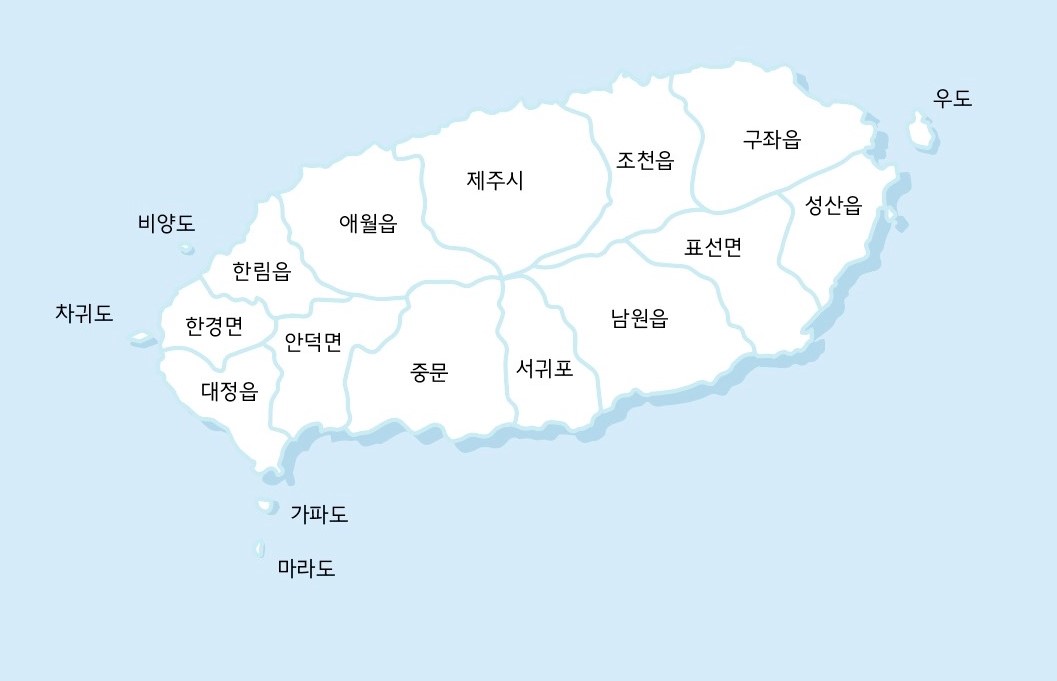 우도
구좌읍
조천읍
제주시
성산읍
애월읍
비양도
표선면
한림읍
차귀도
한경면
남원읍
안덕면
서귀포
중문
대정읍
가파도
마라도